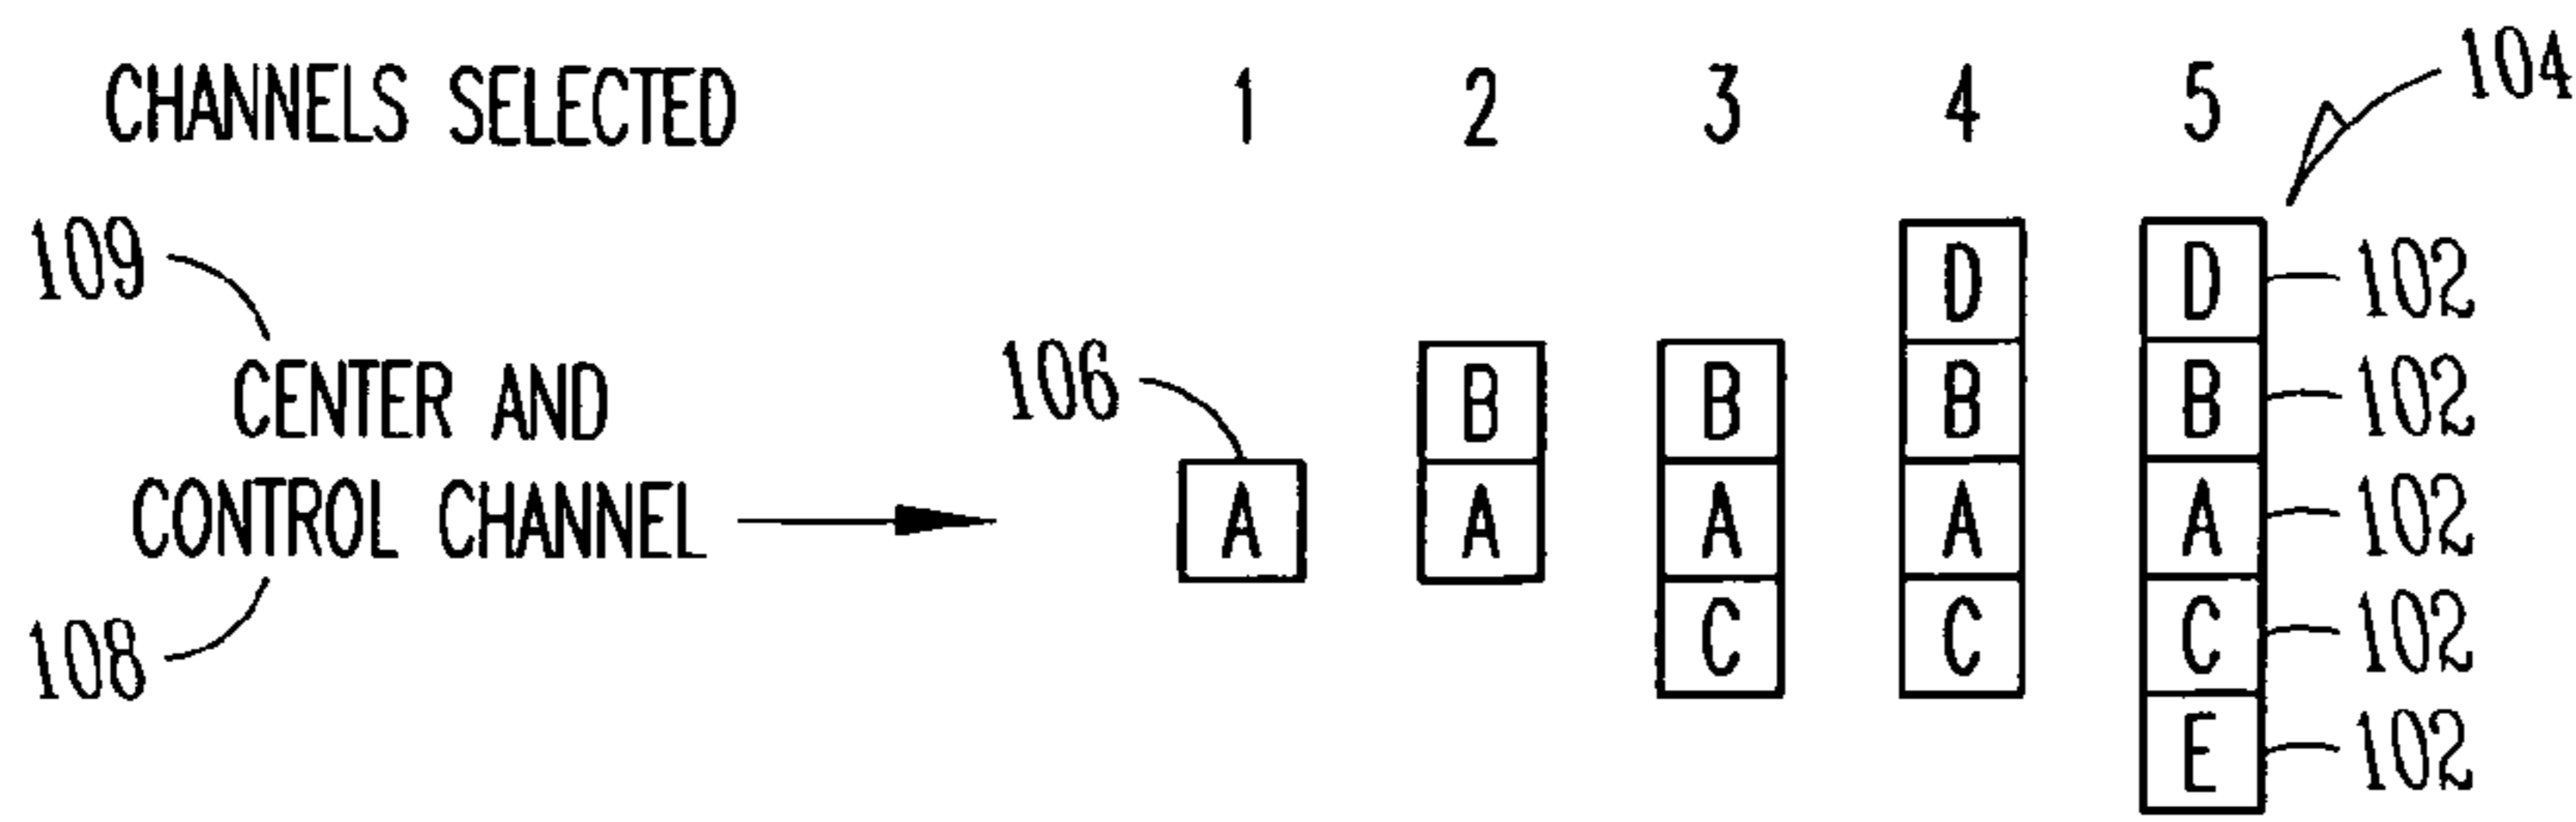 CHANNELS SELECTED 1 2 3 4 5 104
109 D D 102
CENTER AND 106 B B B B 102
CONTROL CHANNEL A A A A A 102
108 C C C 102
E 102